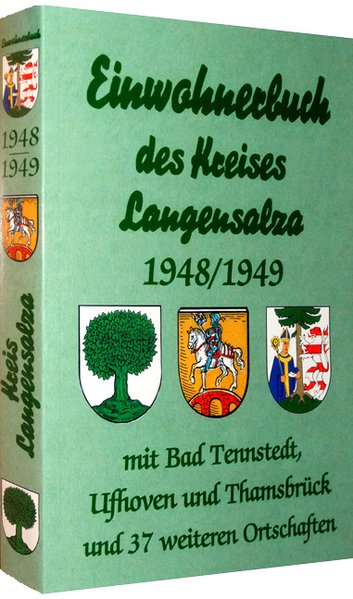 Einwohnerbuch
des Kreises
Langensalza
1948/1949
mit Bad Tennstedt,
Ufhoven und Thamsbrück
und 37 weiteren Ortschaften
Einwohnerbuch
1948
1949
Kreis
Langensalza